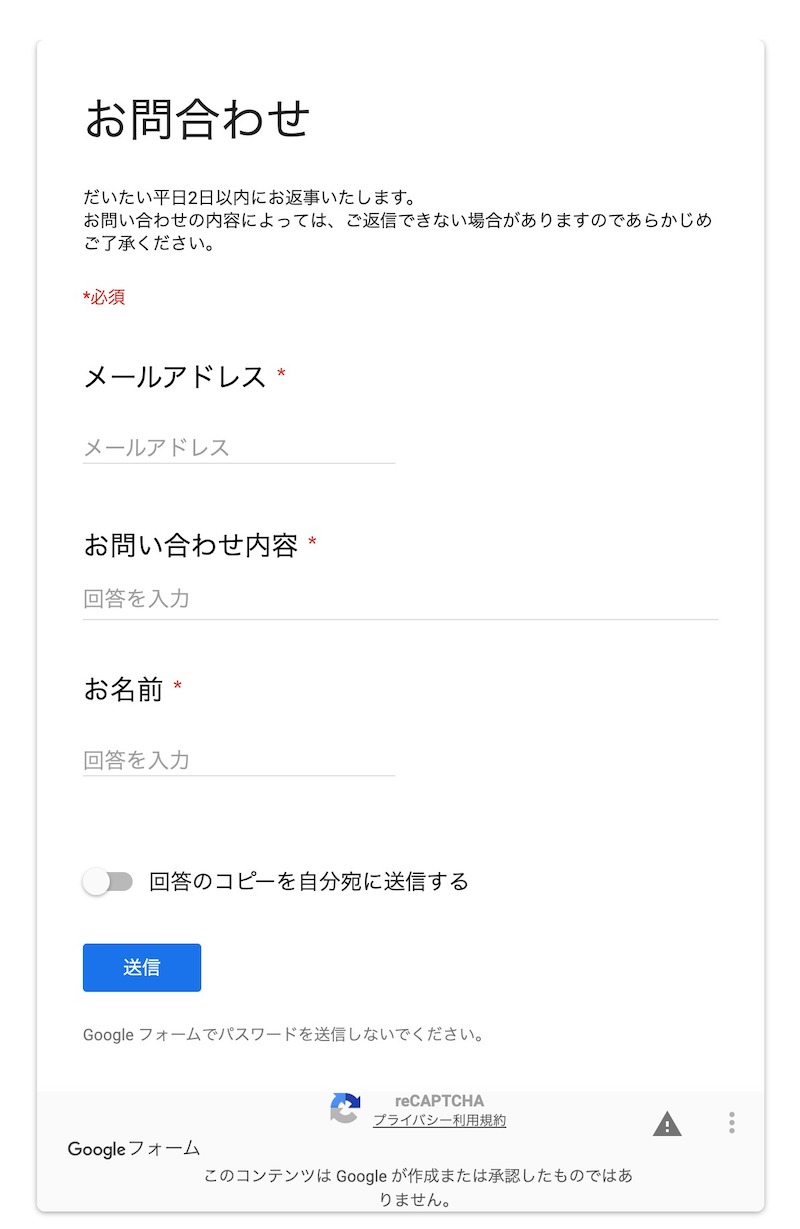 お問合わせ
だいたい平日2日以内にお返事いたします。
お問い合わせの内容によっては、ご返信できない場合がありますのであらかじめ
ご了承ください。
*必須
メールアドレス *
メールアドレス
お問い合わせ内容 *
回答を入力
お名前 *
回答を入力
回答のコピーを自分宛に送信する
送信
Google フォームでパスワードを送信しないでください。
reCAPTCHA
プライバシー利用規約
Googleフォーム
このコンテンツは Google が作成または承認したものではあ
りません。